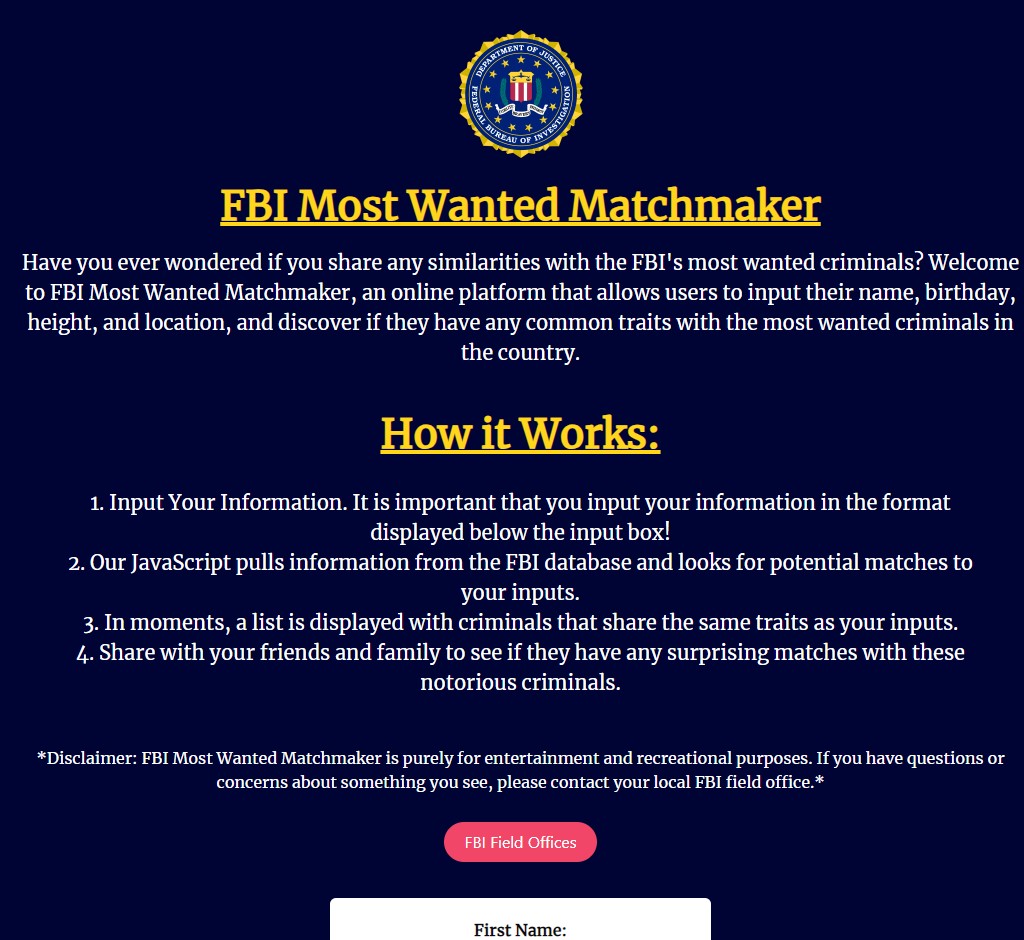 DEPARTMENT OF JUSTICE
FEDERAL BUREAU OF INVESTIGATION
FBI Most Wanted Matchmaker
Have you ever wondered if you share any similarities with the FBI's most wanted criminals? Welcome
to FBI Most Wanted Matchmaker, an online platform that allows users to input their name, birthday,
height, and location, and discover if they have any common traits with the most wanted criminals in
the country.
How it Works:
1. Input Your Information. It is important that you input your information in the format
displayed below the input box!
2. Our JavaScript pulls information from the FBI database and looks for potential matches to
your inputs.
3. In moments, a list is displayed with criminals that share the same traits as your inputs.
4. Share with your friends and family to see if they have any surprising matches with these
notorious criminals.
*Disclaimer: FBI Most Wanted Matchmaker is purely for entertainment and recreational purposes. If you have questions or
concerns about something you see, please contact your local FBI field office.*
FBI Field Offices
First Name: